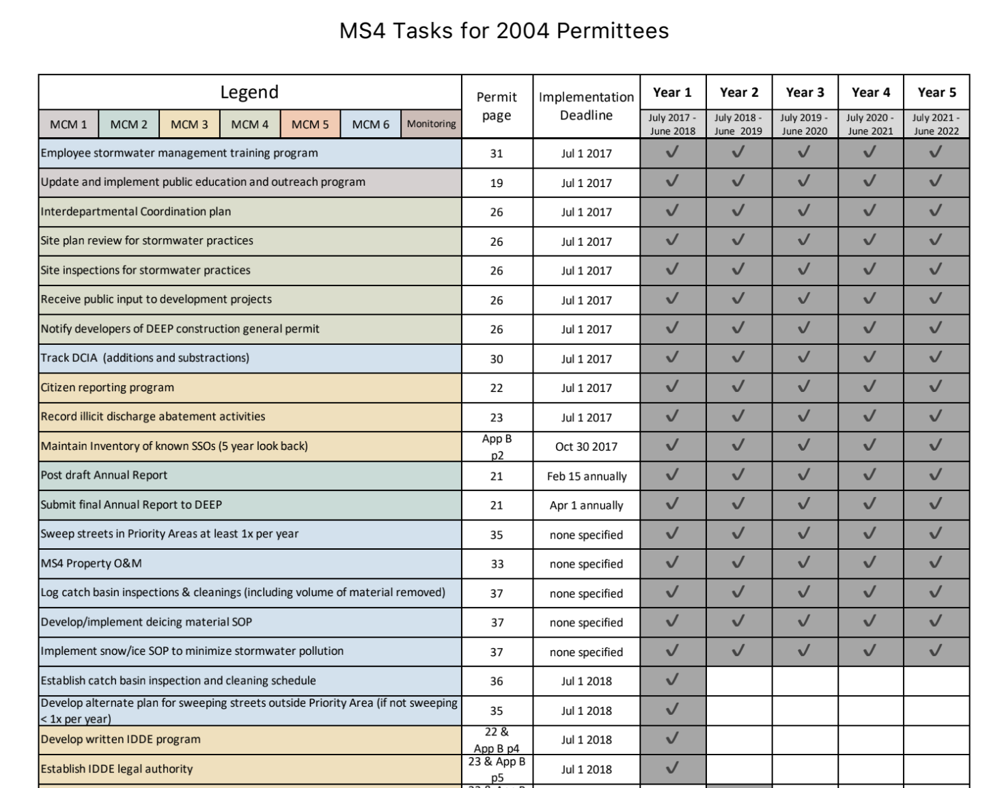 MS4 Tasks for 2004 Permittees
Legend
Permit page
Implementation Deadline
Year 1
Year 2
Year 3
Year 4
Year 5
MCM 1 MCM 2 MCM 3 MCM 4 MCM 5 MCM 6 Monitoring
July 2017 - June 2018
July 2018 - June 2019
July 2019 - June 2020
July 2020 - June 2021
July 2021 - June 2022
Employee stormwater management training program 31 Jul 1 2017 ✓ ✓ ✓ ✓ ✓
Update and implement public education and outreach program 19 Jul 1 2017 ✓ ✓ ✓ ✓ ✓
Interdepartmental Coordination plan 26 Jul 1 2017 ✓ ✓ ✓ ✓ ✓
Site plan review for stormwater practices 26 Jul 1 2017 ✓ ✓ ✓ ✓ ✓
Site inspections for stormwater practices 26 Jul 1 2017 ✓ ✓ ✓ ✓ ✓
Receive public input to development projects 26 Jul 1 2017 ✓ ✓ ✓ ✓ ✓
Notify developers of DEEP construction general permit 26 Jul 1 2017 ✓ ✓ ✓ ✓ ✓
Track DCIA (additions and substractions) 30 Jul 1 2017 ✓ ✓ ✓ ✓ ✓
Citizen reporting program 22 Jul 1 2017 ✓ ✓ ✓ ✓ ✓
Record illicit discharge abatement activities 23 Jul 1 2017 ✓ ✓ ✓ ✓ ✓
Maintain Inventory of known SSOs (5 year look back) App B p2 Oct 30 2017 ✓ ✓ ✓ ✓ ✓
Post draft Annual Report 21 Feb 15 annually ✓ ✓ ✓ ✓ ✓
Submit final Annual Report to DEEP 21 Apr 1 annually ✓ ✓ ✓ ✓ ✓
Sweep streets in Priority Areas at least 1x per year 35 none specified ✓ ✓ ✓ ✓ ✓
MS4 Property O&M 33 none specified ✓ ✓ ✓ ✓ ✓
Log catch basin inspections & cleanings (including volume of material removed) 37 none specified ✓ ✓ ✓ ✓ ✓
Develop/implement deicing material SOP 37 none specified ✓ ✓ ✓ ✓ ✓
Implement snow/ice SOP to minimize stormwater pollution 37 none specified ✓ ✓ ✓ ✓ ✓
Establish catch basin inspection and cleaning schedule 36 Jul 1 2018 ✓
Develop alternate plan for sweeping streets outside Priority Area (if not sweeping
< 1x per year) 35 Jul 1 2018 ✓
Develop written IDDE program 22 & App B p4 Jul 1 2018 ✓
Establish IDDE legal authority 23 & App B p5 Jul 1 2018 ✓